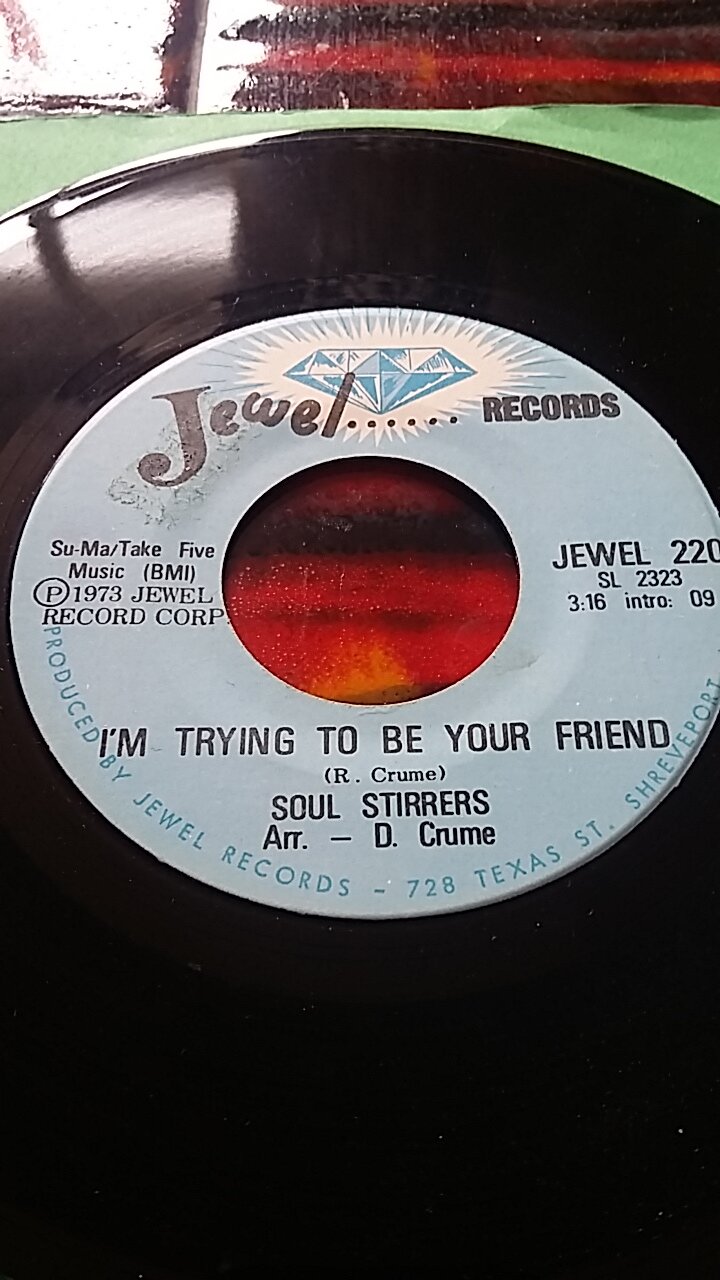 Jewel...... RECORDS
Su-Ma/Take Five
Music (BMI)
Ⓟ1973 JEWEL
RECORD CORP.
JEWEL 220
SL 2323
3:16 intro: 09
I'M TRYING TO BE YOUR FRIEND
(R. Crume)
SOUL STIRRERS
Arr. — D. Crume
PRODUCED BY JEWEL RECORDS - 728 TEXAS ST. SHREVEPORT